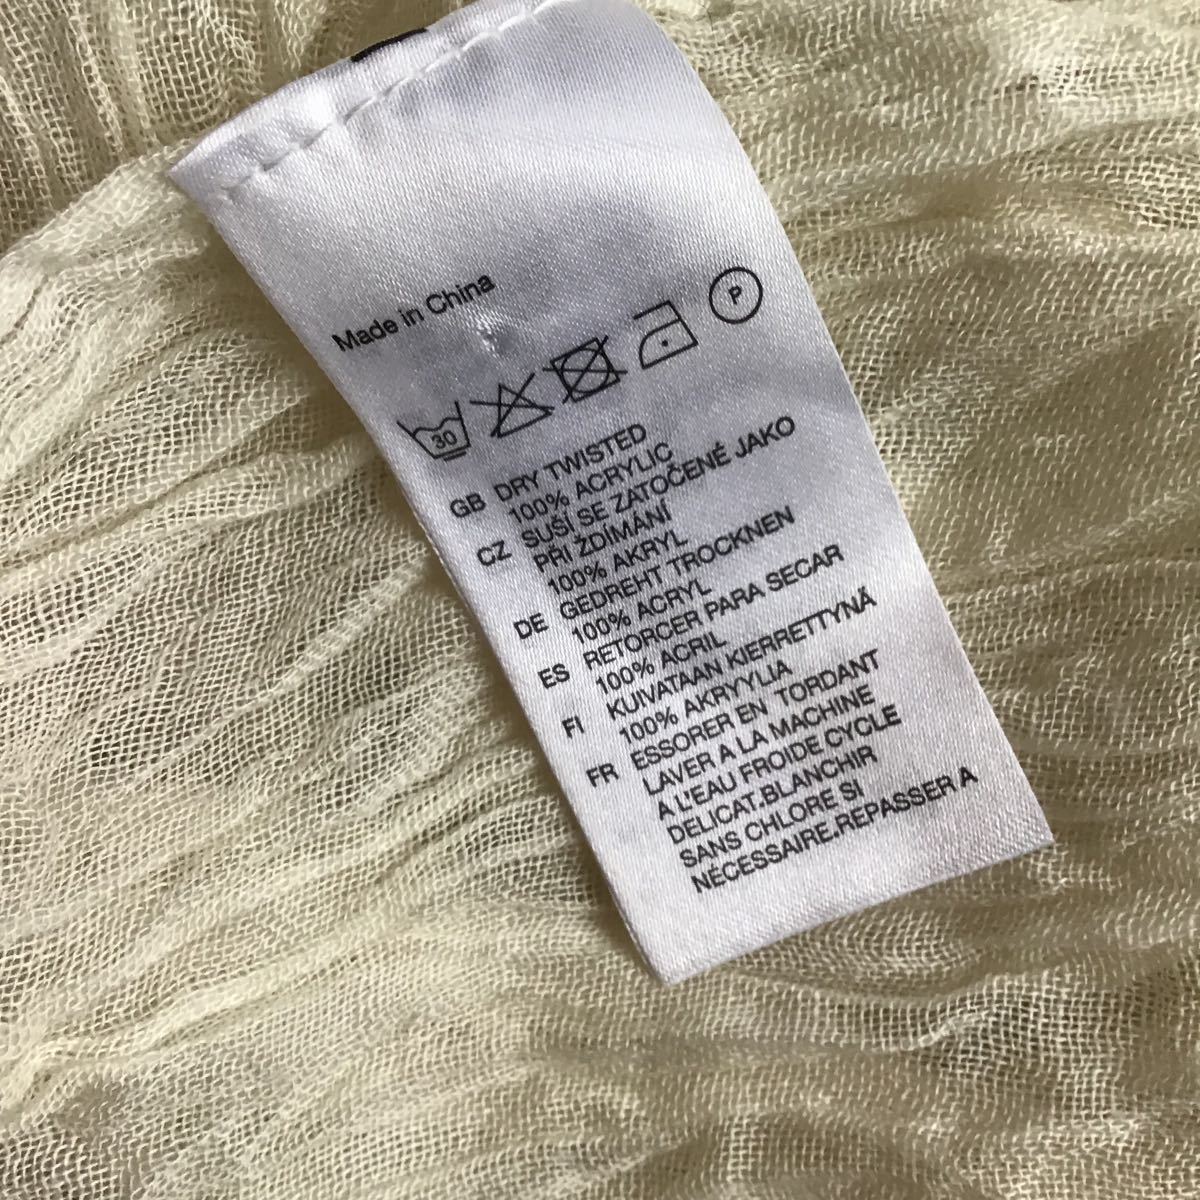 Made in China
30
P
GB DRY TWISTED
100% ACRYLIC
CZ SUŠÍ SE ZATOČENÉ JAKO
PŘI ŽDÍMÁNÍ
100% AKRYL
DE GEDREHT TROCKNEN
100% ACRYL
ES RETORCER PARA SECAR
100% ACRIL
FI KUIVATAAN KIERRETTYNÄ
100% AKRYYLIA
FR ESSORER EN TORDANT
LAVER A LA MACHINE
A L'EAU FROIDE CYCLE
DELICAT.BLANCHIR
SANS CHLORE SI
NÉCESSAIRE.REPASSER A